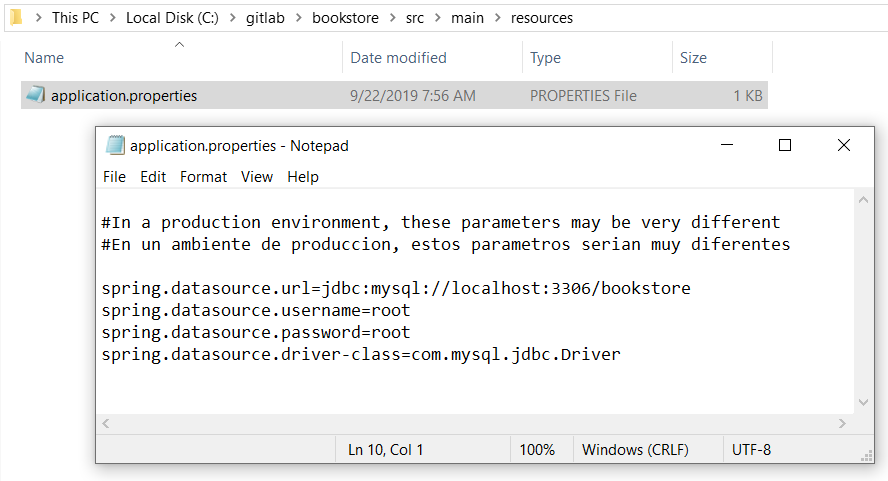 This PC > Local Disk (C:) > gitlab > bookstore > src > main > resources
Name Date modified Type Size
application.properties 9/22/2019 7:56 AM PROPERTIES File 1 KB
application.properties - Notepad
File Edit Format View Help
#In a production environment, these parameters may be very different
#En un ambiente de produccion, estos parametros serian muy diferentes
spring.datasource.url=jdbc:mysql://localhost:3306/bookstore
spring.datasource.username=root
spring.datasource.password=root
spring.datasource.driver-class=com.mysql.jdbc.Driver
Ln 10, Col 1 100% Windows (CRLF) UTF-8